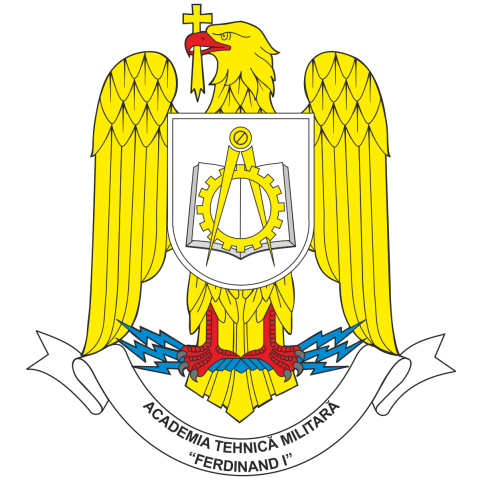 ACADEMIA TEHNICĂ MILITARĂ
“FERDINAND I”